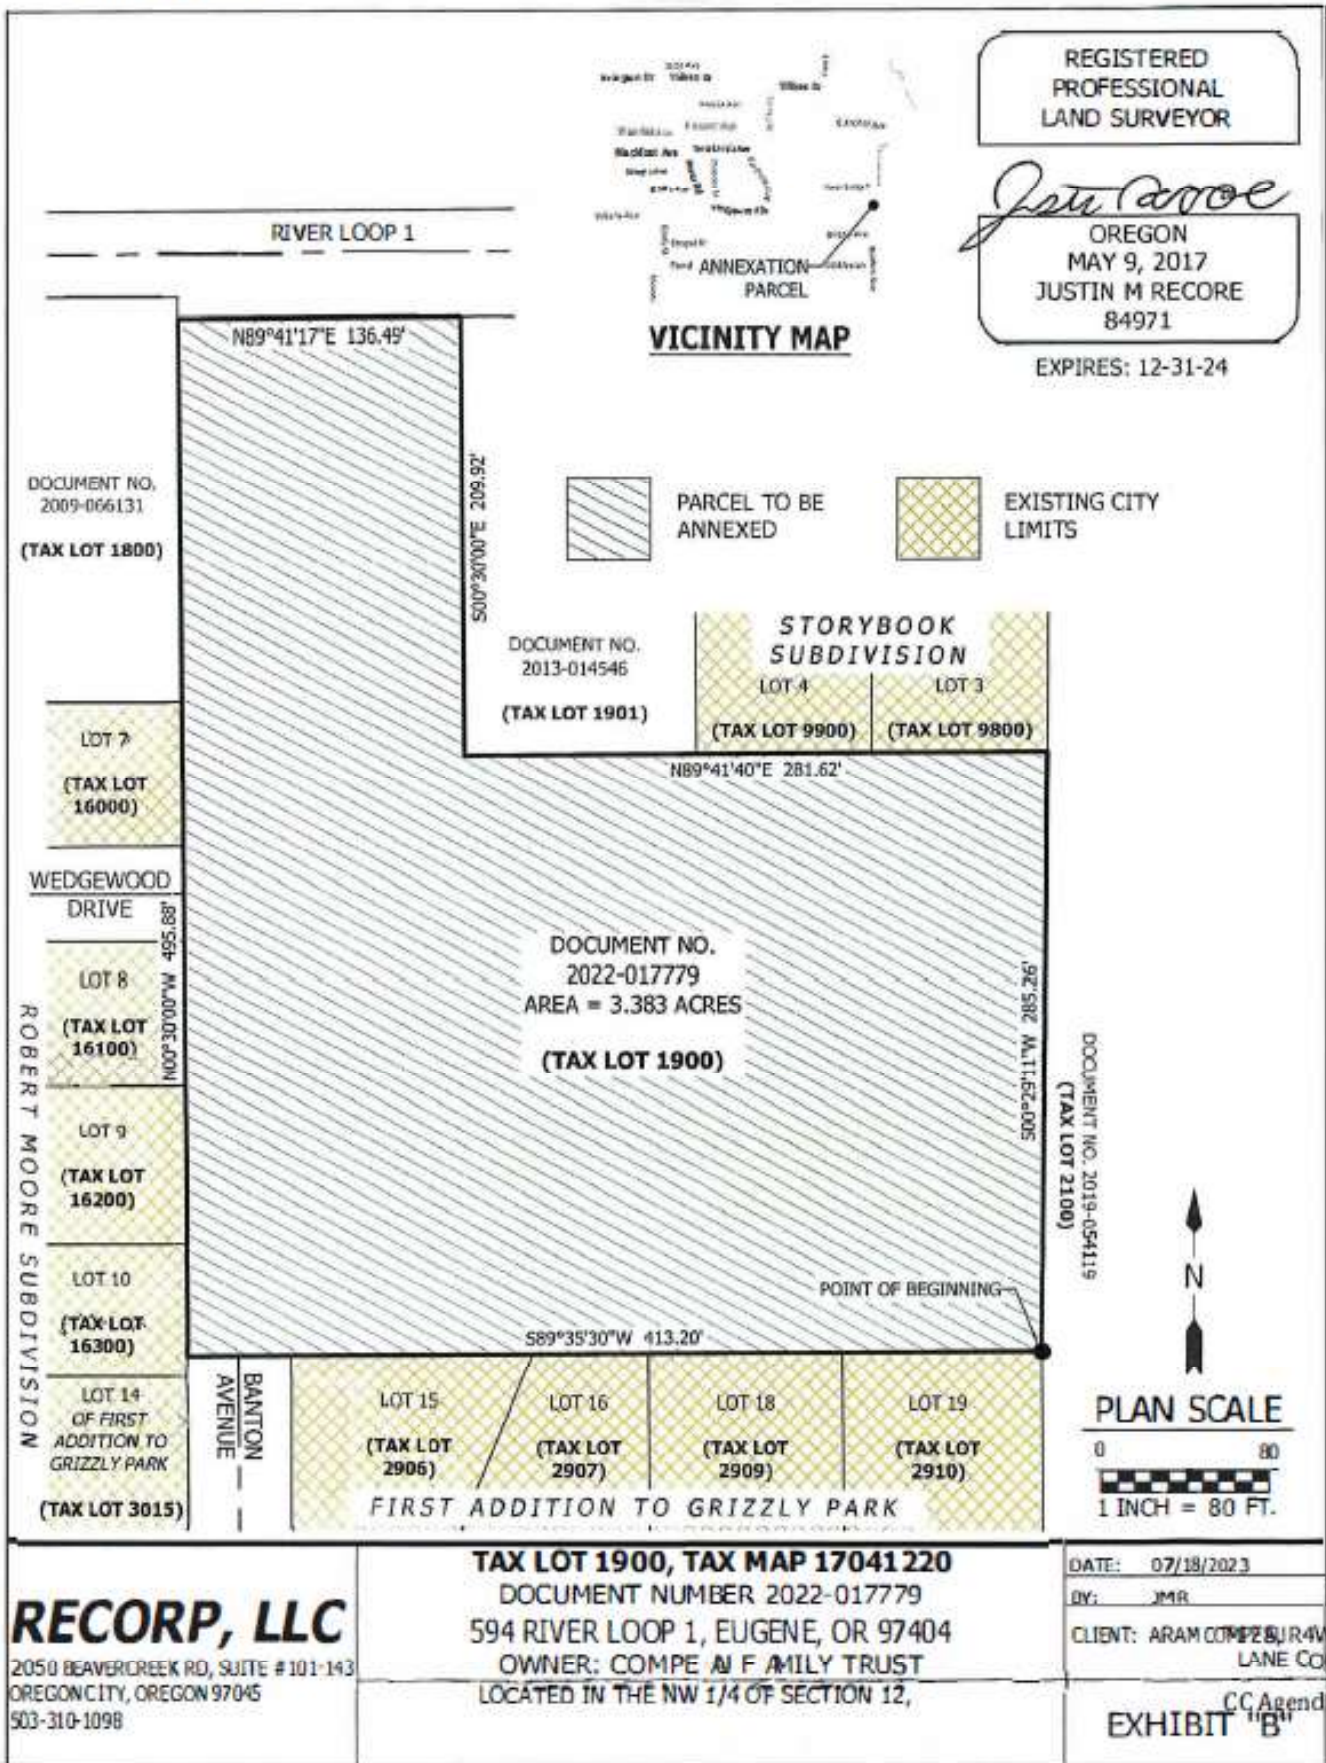 REGISTERED
PROFESSIONAL
LAND SURVEYOR
OREGON
MAY 9, 2017
JUSTIN M RECORE
84971
EXPIRES: 12-31-24
ANNEXATION
PARCEL
VICINITY MAP
RIVER LOOP 1
N89°41'17"E 136.49'
S00°30'00"E 209.92'
DOCUMENT NO.
2009-066131
(TAX LOT 1800)
PARCEL TO BE
ANNEXED
EXISTING CITY
LIMITS
STORYBOOK
SUBDIVISION
LOT 4
(TAX LOT 9900)
LOT 3
(TAX LOT 9800)
DOCUMENT NO.
2013-014546
(TAX LOT 1901)
N89°41'40"E 281.62'
LOT 7
(TAX LOT
16000)
WEDGEWOOD
DRIVE
N00°30'00"W 495.88'
LOT 8
(TAX LOT
16100)
LOT 9
(TAX LOT
16200)
LOT 10
(TAX LOT
16300)
ROBERT MOORE SUBDIVISION
DOCUMENT NO.
2022-017779
AREA = 3.383 ACRES
(TAX LOT 1900)
S00°29'11"W 285.26'
DOCUMENT NO. 2019-054119
(TAX LOT 2100)
POINT OF BEGINNING
S89°35'30"W 413.20'
LOT 14
OF FIRST
ADDITION TO
GRIZZLY PARK
(TAX LOT 3015)
BANTON
AVENUE
LOT 15
(TAX LOT
2906)
LOT 16
(TAX LOT
2907)
LOT 18
(TAX LOT
2909)
LOT 19
(TAX LOT
2910)
FIRST ADDITION TO GRIZZLY PARK
N
PLAN SCALE
0 80
1 INCH = 80 FT.
RECORP, LLC
2050 BEAVERCREEK RD, SUITE #101-143
OREGON CITY, OREGON 97045
503-310-1098
TAX LOT 1900, TAX MAP 17041220
DOCUMENT NUMBER 2022-017779
594 RIVER LOOP 1, EUGENE, OR 97404
OWNER: COMPEAU FAMILY TRUST
LOCATED IN THE NW 1/4 OF SECTION 12,
DATE: 07/18/2023
BY: JMR
CLIENT: ARAM
LANE CO
CC Agend
EXHIBIT "B"